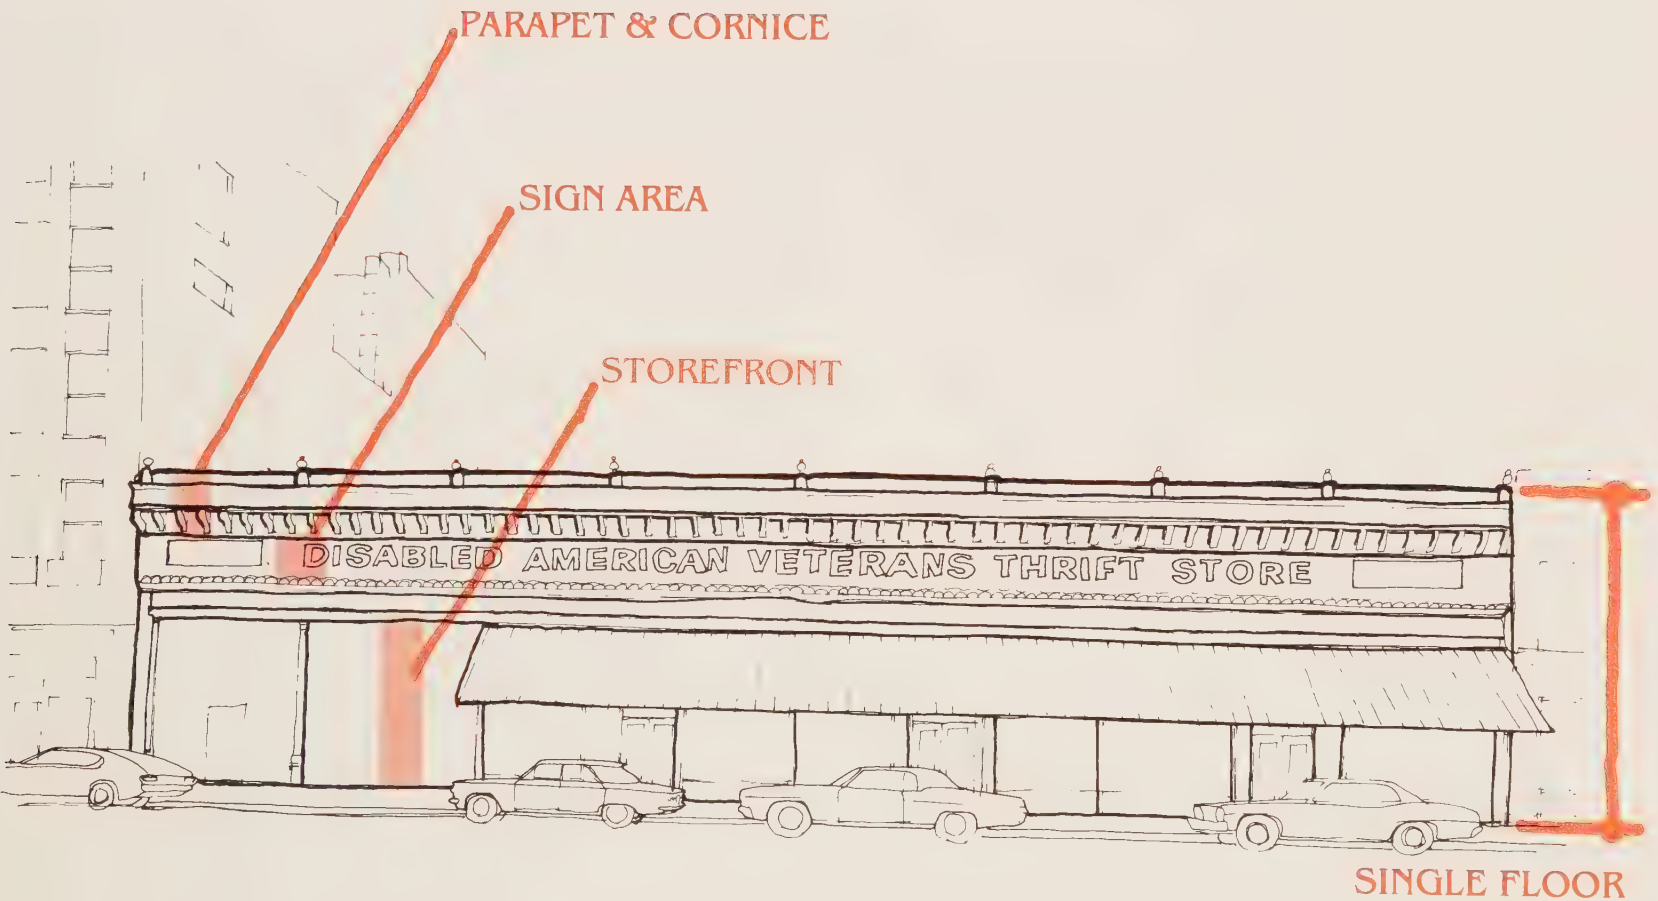 PARAPET & CORNICE
SIGN AREA
STOREFRONT
DISABLED AMERICAN VETERANS THRIFT STORE
SINGLE FLOOR